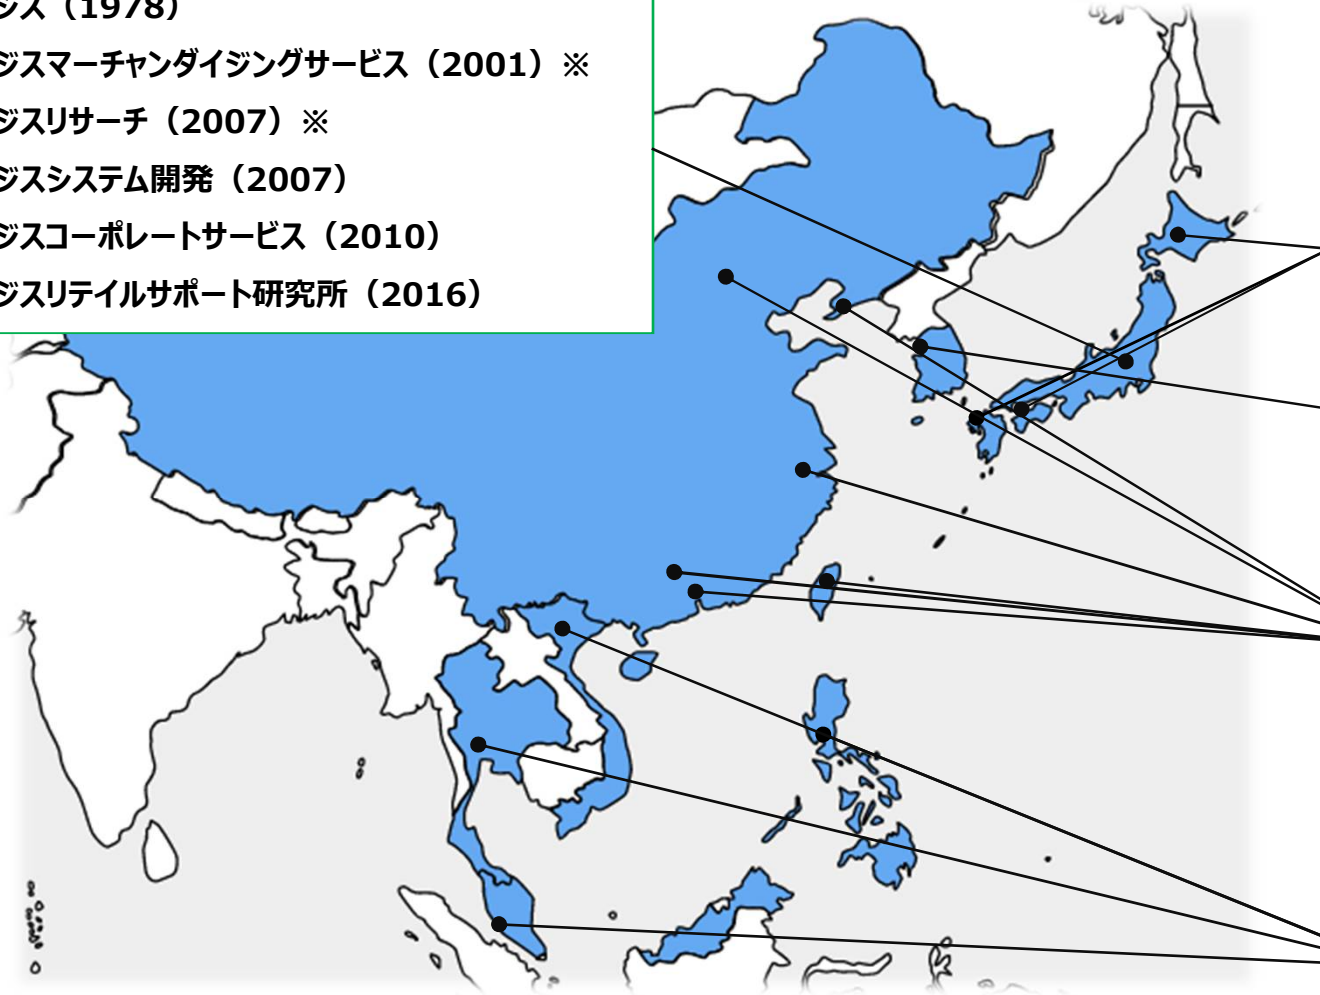 ジス（1978）
ジスマーチャンダイジングサービス（2001）※
ジスリサーチ（2007）※
ジスシステム開発（2007）
ジスコーポレートサービス（2010）
ジスリテイルサポート研究所（2016）